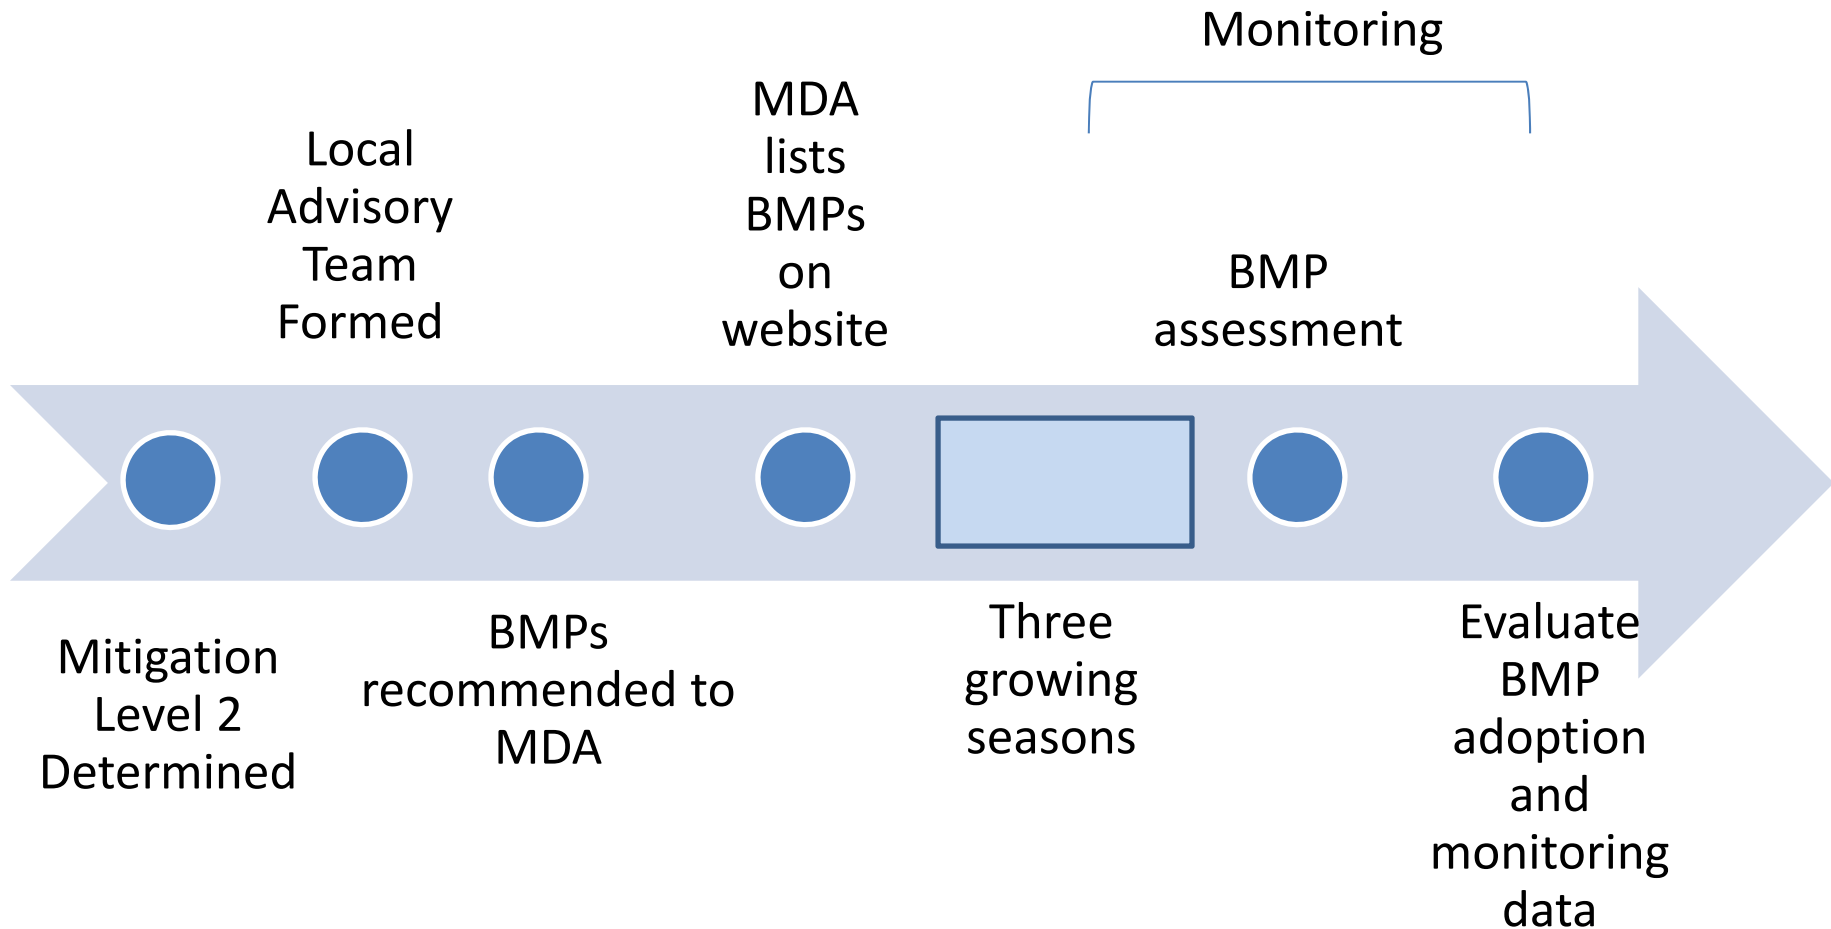 Monitoring
MDA
lists
BMPs
on
website
Local
Advisory
Team
Formed
BMP
assessment
Mitigation
Level 2
Determined
BMPs
recommended to
MDA
Three
growing
seasons
Evaluate
BMP
adoption
and
monitoring
data